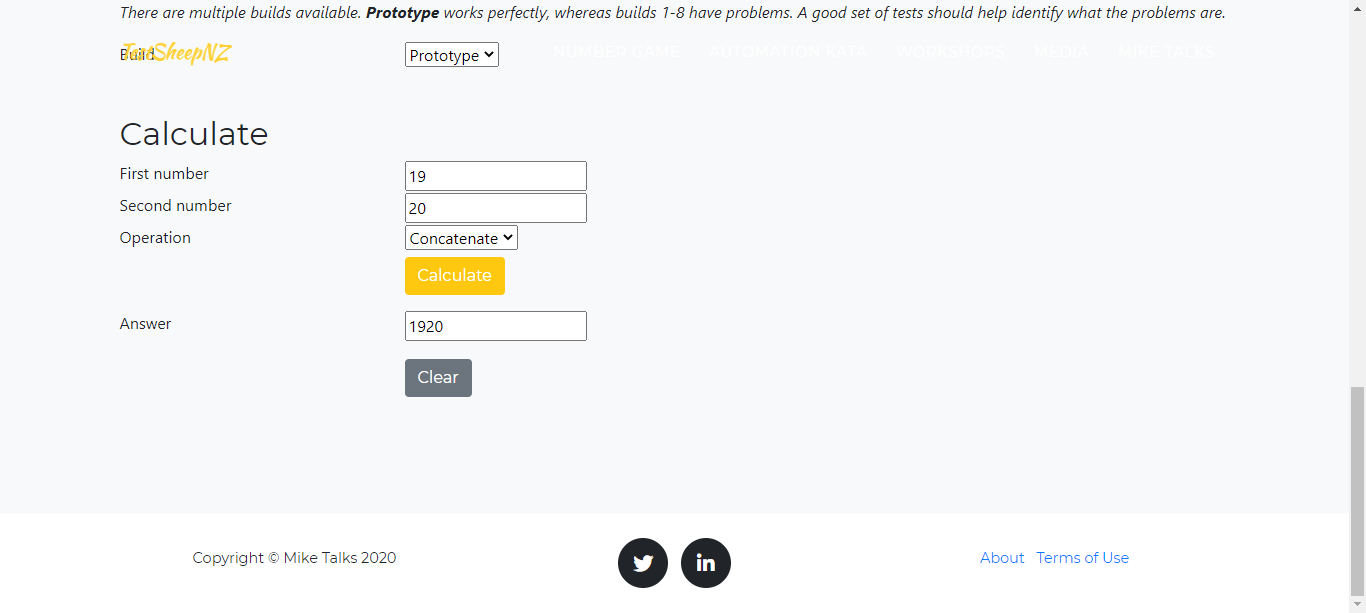 There are multiple builds available. Prototype works perfectly, whereas builds 1-8 have problems. A good set of tests should help identify what the problems are.
TestSheepNZ NUMBER GAME AUTOMATION KATA WORKSHOPS MEDIA MIKE TALKS
Build Prototype
Calculate
First number 19
Second number 20
Operation Concatenate
Calculate
Answer 1920
Clear
Copyright © Mike Talks 2020 About Terms of Use